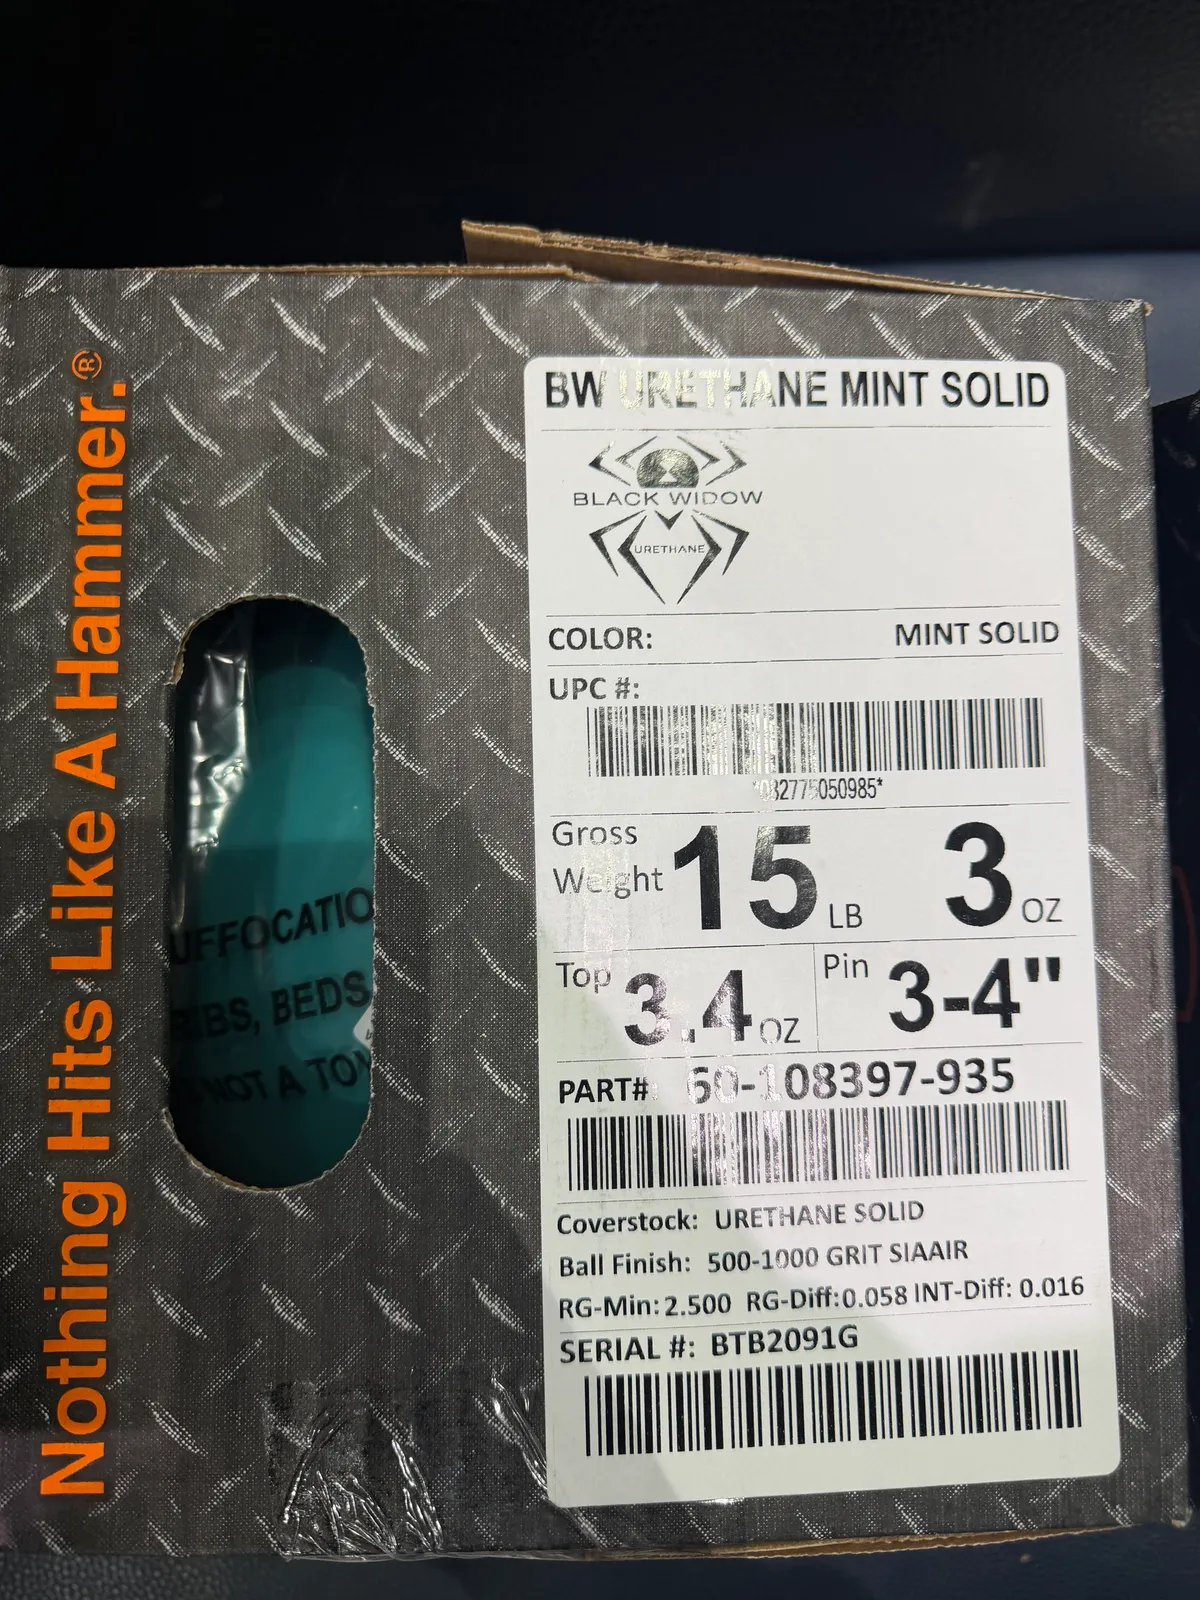 Nothing Hits Like A Hammer.®
UFFOCATIO
BS, BEDS,
NOT A TOY
BW URETHANE MINT SOLID
BLACK WIDOW
URETHANE
COLOR: MINT SOLID
UPC #:
*082775050985*
Gross
Weight 15 LB 3 OZ
Top 3.4 OZ Pin 3-4"
PART#: 60-108397-935
Coverstock: URETHANE SOLID
Ball Finish: 500-1000 GRIT SIAAIR
RG-Min: 2.500 RG-Diff:0.058 INT-Diff: 0.016
SERIAL #: BTB2091G